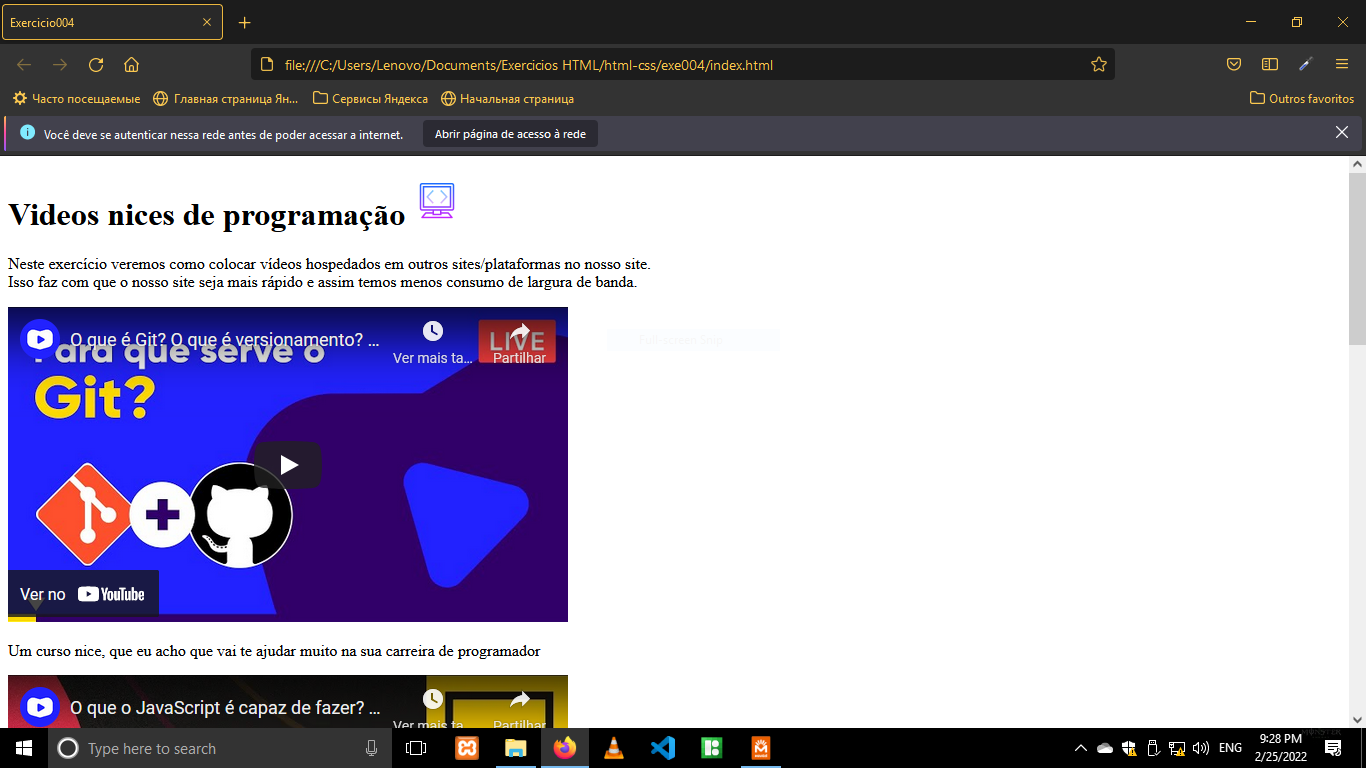 Exercicio004
file:///C:/Users/Lenovo/Documents/Exercicios HTML/html-css/exe004/index.html
Часто посещаемые
Главная страница Ян...
Сервисы Яндекса
Начальная страница
Outros favoritos
Você deve se autenticar nessa rede antes de poder acessar a internet.
Abrir página de acesso à rede
Videos nices de programação
Neste exercício veremos como colocar vídeos hospedados em outros sites/plataformas no nosso site.
Isso faz com que o nosso site seja mais rápido e assim temos menos consumo de largura de banda.
O que é Git? O que é versionamento? ...
LIVE
Ver mais ta...
Partilhar
Para que serve o
Git?
Ver no YouTube
Um curso nice, que eu acho que vai te ajudar muito na sua carreira de programador
O que o JavaScript é capaz de fazer? ...
Ver mais ta...
Partilhar
Type here to search
ENG
9:28 PM
2/25/2022